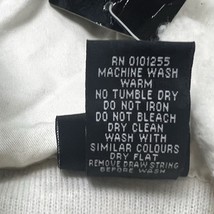 RN 0101255
MACHINE WASH
WARM
NO TUMBLE DRY
DO NOT IRON
DO NOT BLEACH
DRY CLEAN
WASH WITH
SIMILAR COLOURS
DRY FLAT
REMOVE DRAW STRING
BEFORE WASH